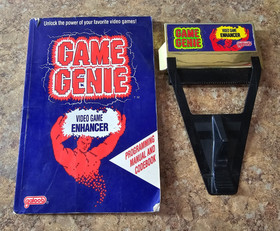 Unlock the power of your favorite video games!
GAME
GENIE
VIDEO GAME
ENHANCER
PROGRAMMING
MANUAL AND
CODEBOOK
Galoob
GAME
GENIE
VIDEO GAME
ENHANCER